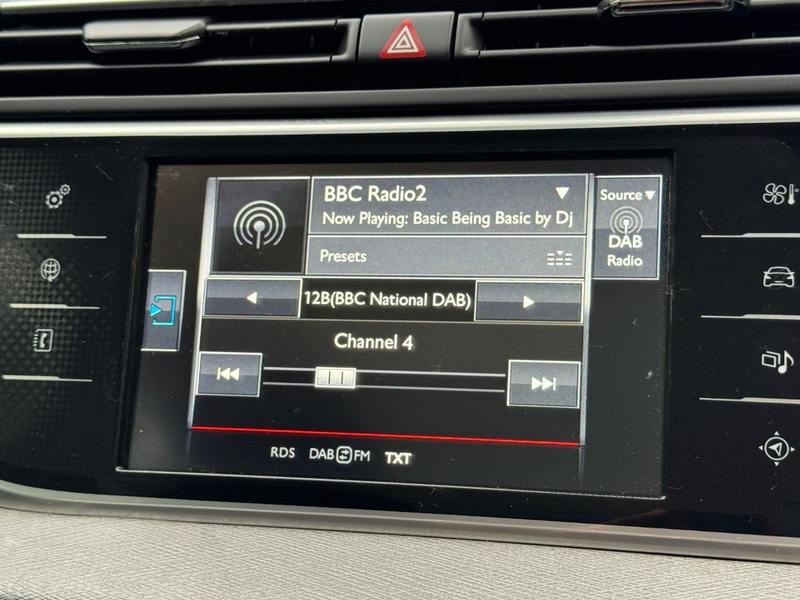 BBC Radio2
Now Playing: Basic Being Basic by Dj
Source
DAB
Radio
Presets
12B(BBC National DAB)
Channel 4
RDS DAB FM TXT